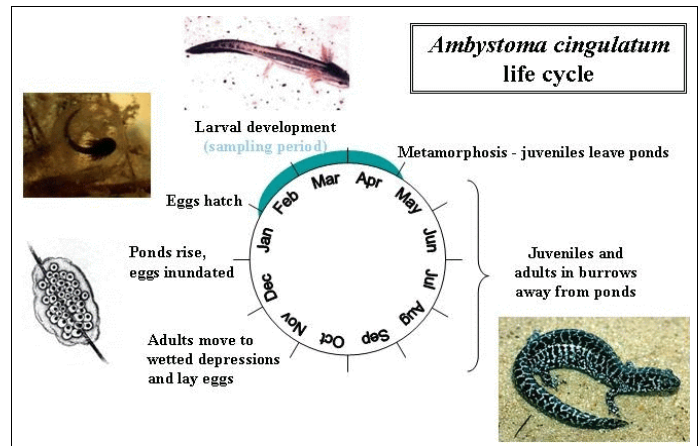 Ambystoma cingulatum
life cycle
Larval development
(sampling period)
Metamorphosis - juveniles leave ponds
Eggs hatch
Ponds rise,
eggs inundated
Adults move to
wetted depressions
and lay eggs
Jan
Feb
Mar
Apr
May
Jun
Jul
Aug
Sep
Oct
Nov
Dec
Juveniles and
adults in burrows
away from ponds